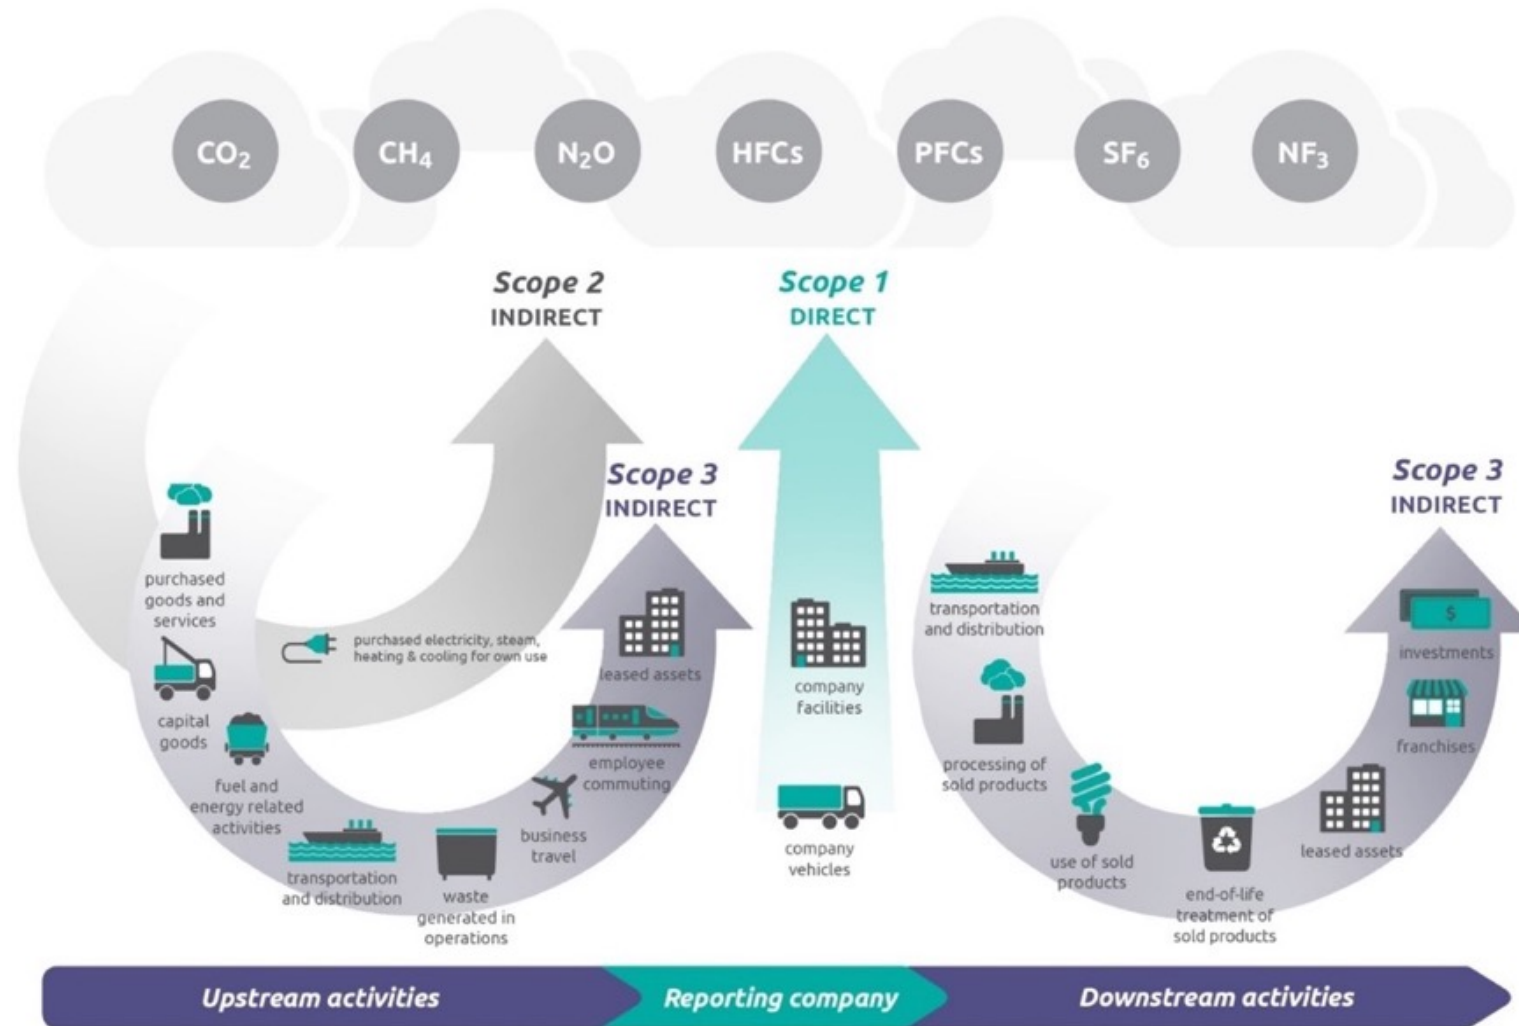 CO₂
CH₄
N₂O
HFCs
PFCs
SF₆
NF₃
Scope 2
INDIRECT
Scope 1
DIRECT
Scope 3
INDIRECT
Scope 3
INDIRECT
purchased
goods and
services
capital
goods
fuel and
energy related
activities
transportation
and distribution
waste
generated in
operations
business
travel
employee
commuting
leased assets
purchased electricity, steam,
heating & cooling for own use
company
facilities
company
vehicles
transportation
and distribution
processing of
sold products
use of sold
products
end-of-life
treatment of
sold products
leased assets
franchises
$
investments
Upstream activities
Reporting company
Downstream activities